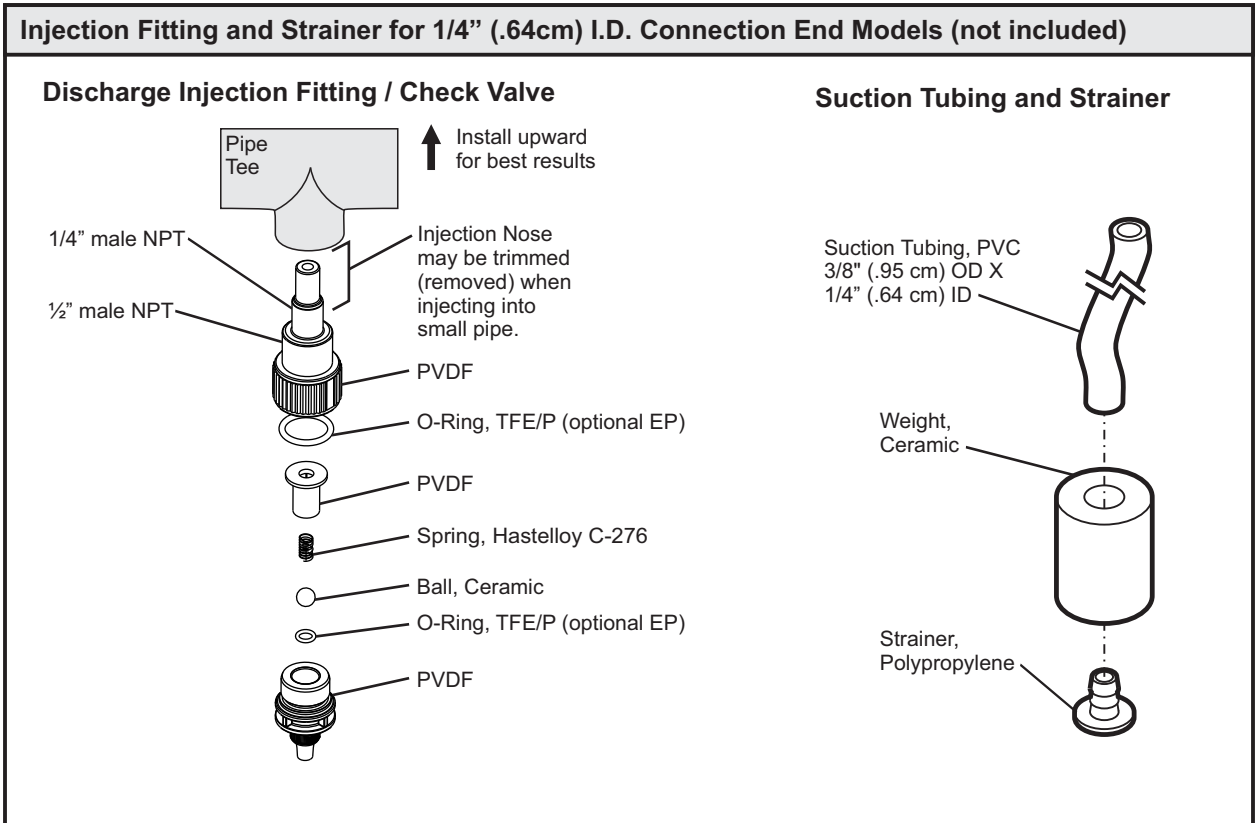 Injection Fitting and Strainer for 1/4” (.64cm) I.D. Connection End Models (not included)
Discharge Injection Fitting / Check Valve
Pipe
Tee
Install upward
for best results
1/4” male NPT
½” male NPT
Injection Nose
may be trimmed
(removed) when
injecting into
small pipe.
PVDF
O-Ring, TFE/P (optional EP)
PVDF
Spring, Hastelloy C-276
Ball, Ceramic
O-Ring, TFE/P (optional EP)
PVDF
Suction Tubing and Strainer
Suction Tubing, PVC
3/8" (.95 cm) OD X
1/4” (.64 cm) ID
Weight,
Ceramic
Strainer,
Polypropylene